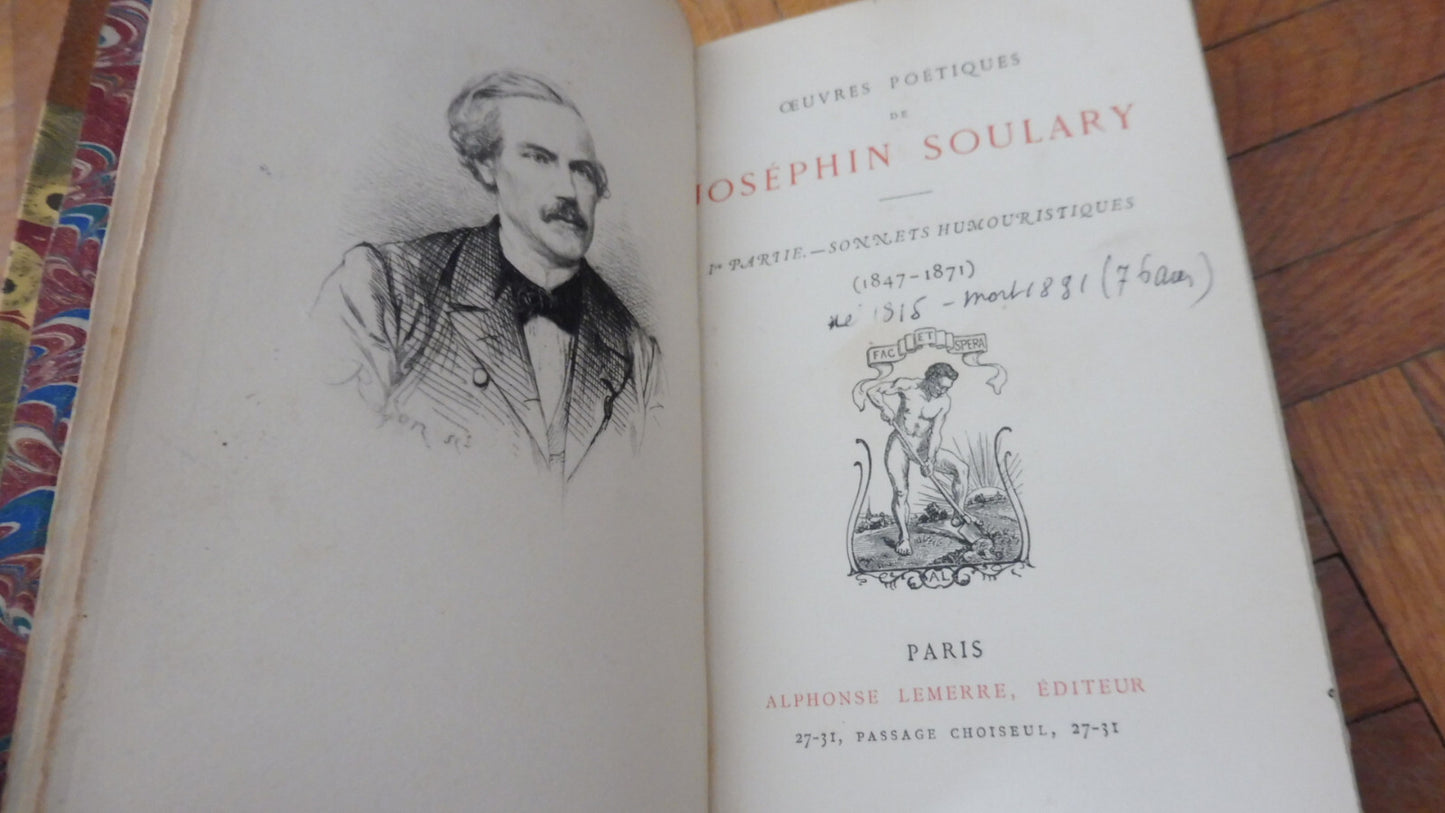 ŒUVRES POÉTIQUES
DE
JOSÉPHIN SOULARY
1re PARTIE.—SONNETS HUMOURISTIQUES
(1847-1871)
né 1815 - mort 1891 (76 ans)
FAC ET SPERA
AL
PARIS
ALPHONSE LEMERRE, ÉDITEUR
27-31, PASSAGE CHOISEUL, 27-31